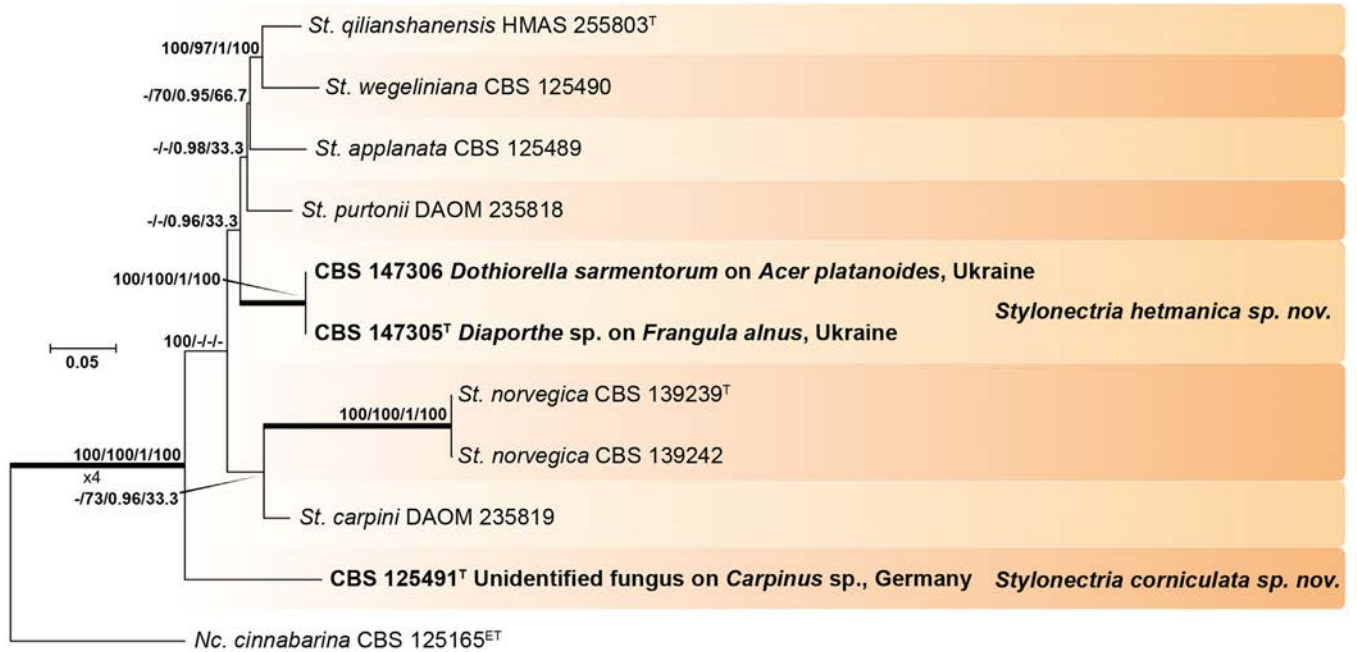 St. qilianshanensis HMAS 255803ᵀ
100/97/1/100
St. wegeliniana CBS 125490
-/70/0.95/66.7
-/-/0.98/33.3
St. applanata CBS 125489
St. purtonii DAOM 235818
-/-/0.96/33.3
CBS 147306 Dothiorella sarmentorum on Acer platanoides, Ukraine
100/100/1/100
Stylonectria hetmanica sp. nov.
CBS 147305ᵀ Diaporthe sp. on Frangula alnus, Ukraine
100/-/-/-
0.05
St. norvegica CBS 139239ᵀ
100/100/1/100
St. norvegica CBS 139242
100/100/1/100
x4
-/73/0.96/33.3
St. carpini DAOM 235819
CBS 125491ᵀ Unidentified fungus on Carpinus sp., Germany
Stylonectria corniculata sp. nov.
Nc. cinnabarina CBS 125165ᴱᵀ